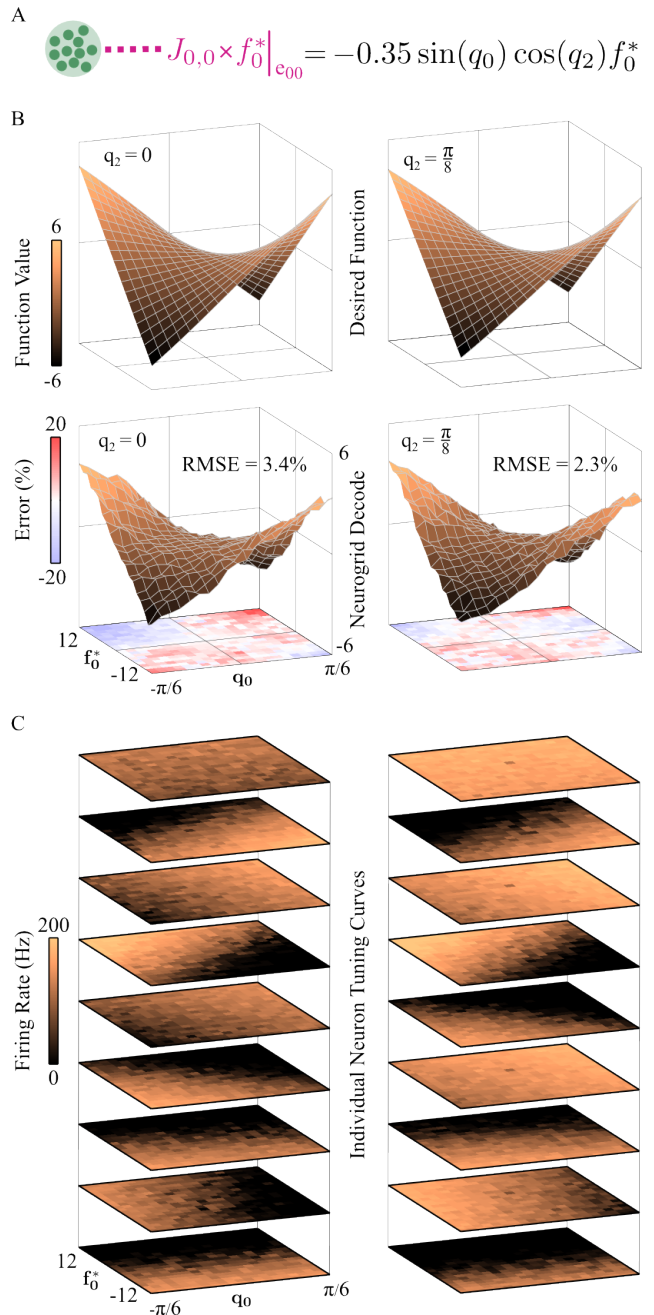 A
J₀,₀ × f₀*|ₑ₀₀ = −0.35 sin(q₀) cos(q₂) f₀*
B
q₂ = 0
q₂ = π/8
Function Value
6
-6
Desired Function
q₂ = 0
RMSE = 3.4%
q₂ = π/8
RMSE = 2.3%
Error (%)
20
-20
Neurogrid Decode
6
-6
12
f₀*
-12
-π/6
q₀
π/6
C
Firing Rate (Hz)
200
0
Individual Neuron Tuning Curves
12
f₀*
-12
-π/6
q₀
π/6